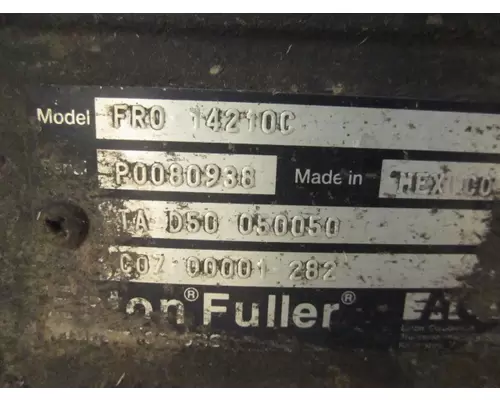 Model FRO 14210C
P0080938 Made in MEXICO
TA D50 050050
C07 00001 282
on® Fuller®